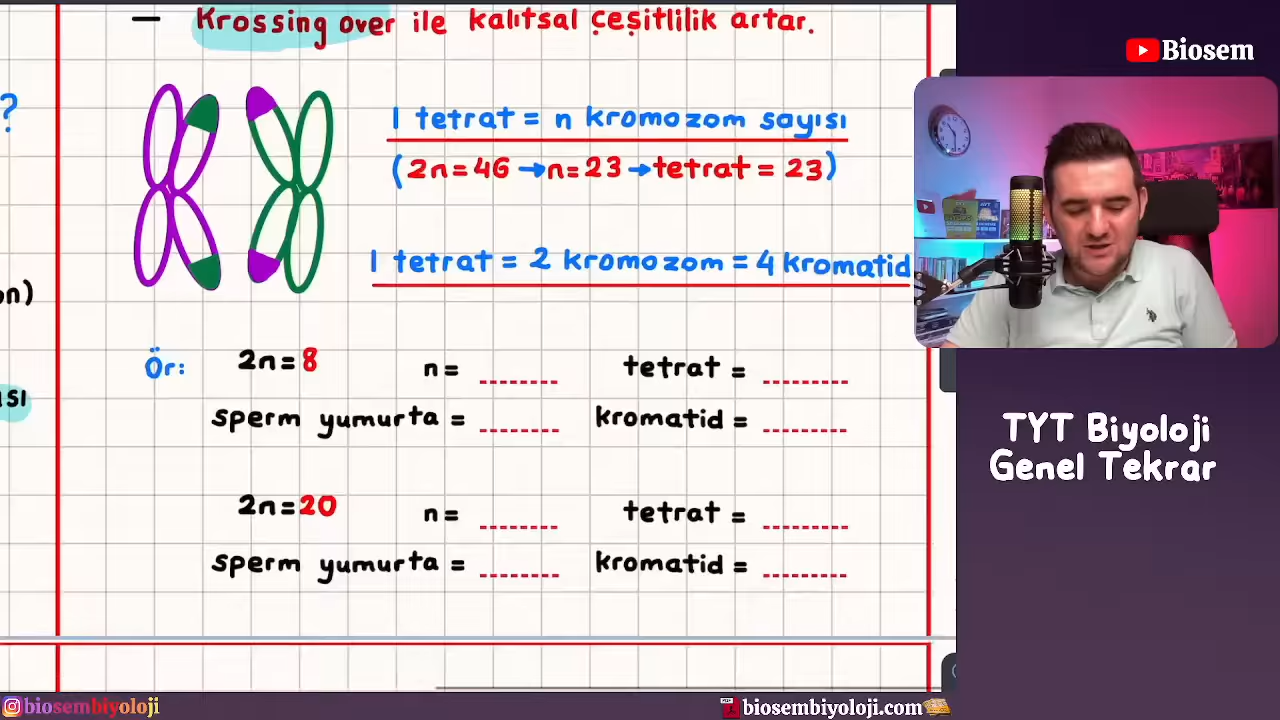 — Krossing over ile kalıtsal çeşitlilik artar.
Biosem
?
1 tetrat = n kromozom sayısı
(2n=46→n=23→tetrat = 23)
1 tetrat = 2 kromozom = 4 kromatid
on)
Ör: 2n=8 n= tetrat =
ası
sperm yumurta = kromatid =
TYT Biyoloji
Genel Tekrar
2n=20 n= tetrat =
sperm yumurta = kromatid =
biosembiyoloji
biosembiyoloji.com